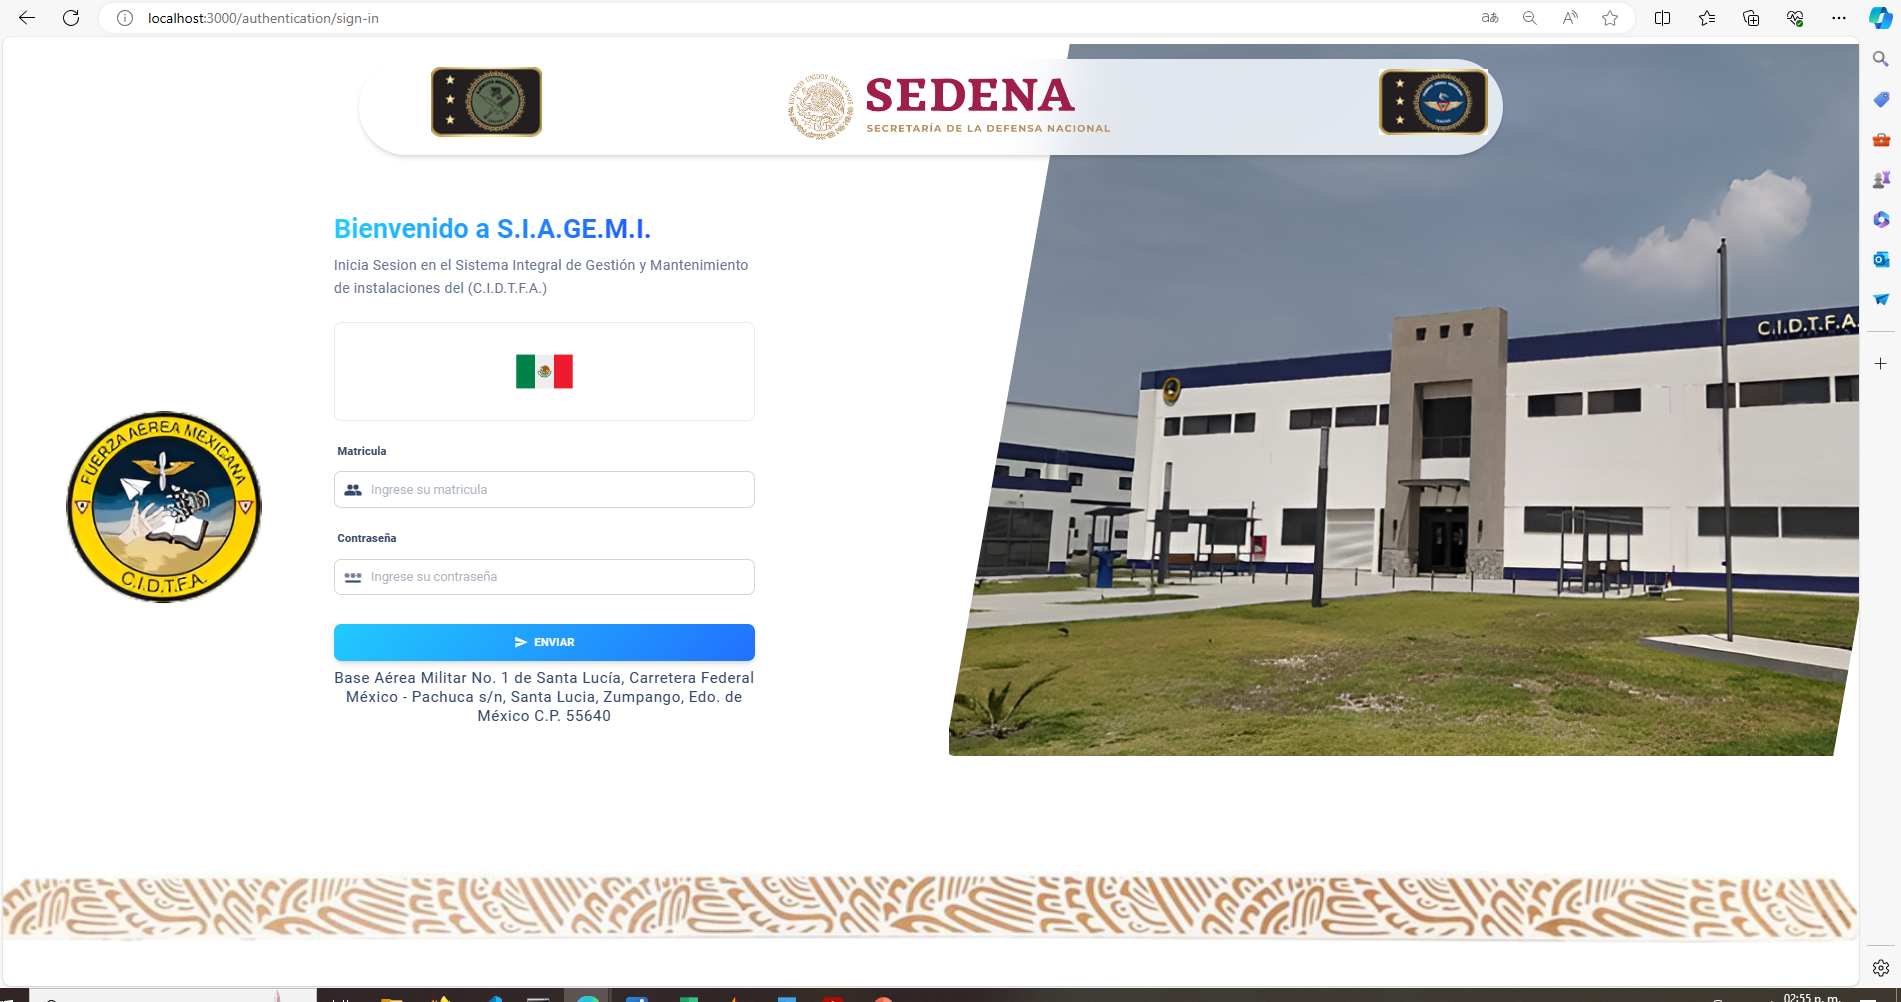 localhost:3000/authentication/sign-in
SEDENA
SECRETARÍA DE LA DEFENSA NACIONAL
Bienvenido a S.I.A.GE.M.I.
Inicia Sesion en el Sistema Integral de Gestión y Mantenimiento
de instalaciones del (C.I.D.T.F.A.)
C.I.D.T.F.A.
Matricula
Ingrese su matricula
FUERZA AÉREA MEXICANA
C.I.D.T.F.A.
Contraseña
Ingrese su contraseña
ENVIAR
Base Aérea Militar No. 1 de Santa Lucía, Carretera Federal
México - Pachuca s/n, Santa Lucia, Zumpango, Edo. de
México C.P. 55640
02:55 p. m.